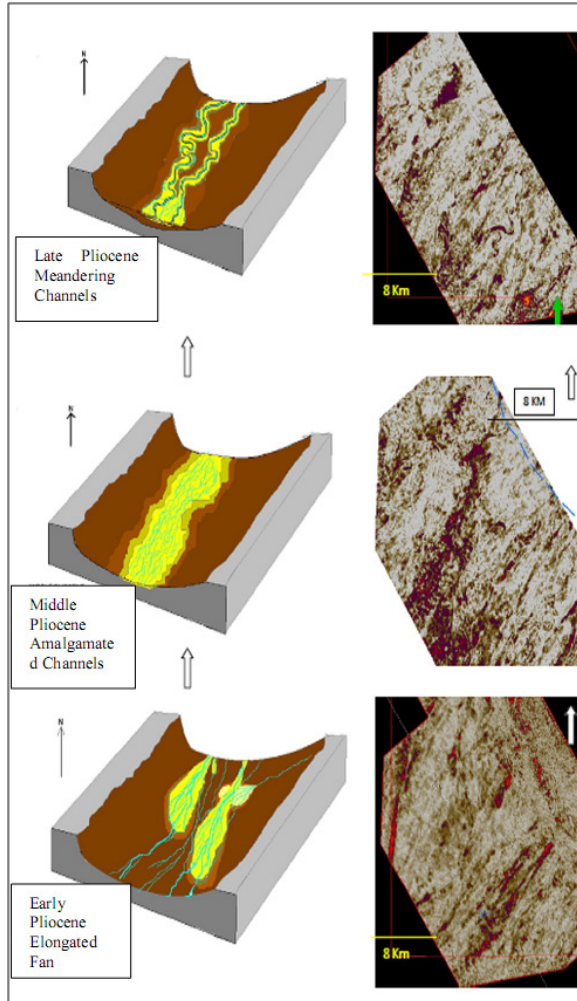 N
Late Pliocene
Meandering
Channels
8 Km
N
8 KM
Middle
Pliocene
Amalgamate
d Channels
N
Early
Pliocene
Elongated
Fan
8 Km